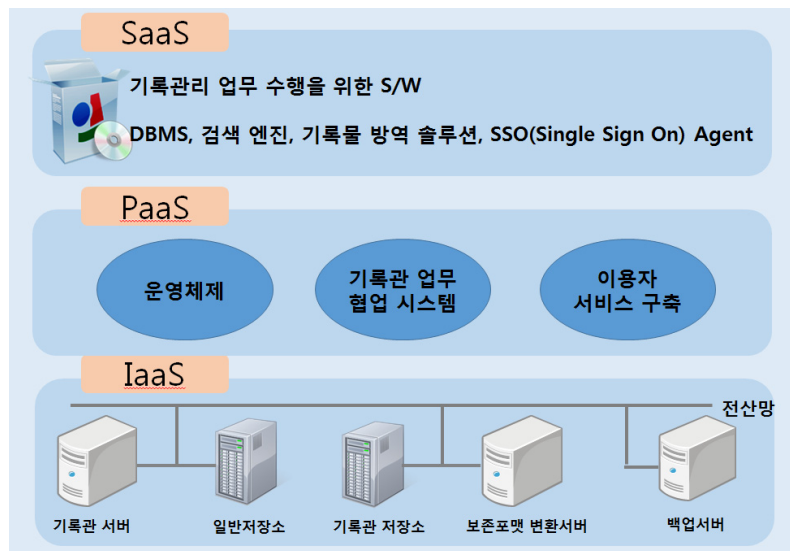 SaaS
기록관리 업무 수행을 위한 S/W
DBMS, 검색 엔진, 기록물 방역 솔루션, SSO(Single Sign On) Agent
PaaS
운영체제
기록관 업무
협업 시스템
이용자
서비스 구축
IaaS
전산망
기록관 서버
일반저장소
기록관 저장소
보존포맷 변환서버
백업서버